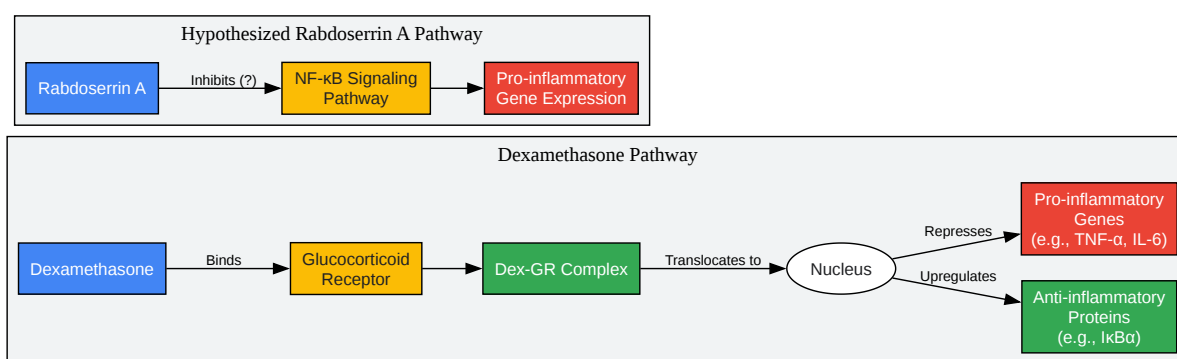 Hypothesized Rabdoserrin A Pathway
Rabdoserrin A
Inhibits (?)
NF-κB Signaling
Pathway
Pro-inflammatory
Gene Expression
Dexamethasone Pathway
Dexamethasone
Binds
Glucocorticoid
Receptor
Dex-GR Complex
Translocates to
Nucleus
Represses
Pro-inflammatory
Genes
(e.g., TNF-α, IL-6)
Upregulates
Anti-inflammatory
Proteins
(e.g., IκBα)